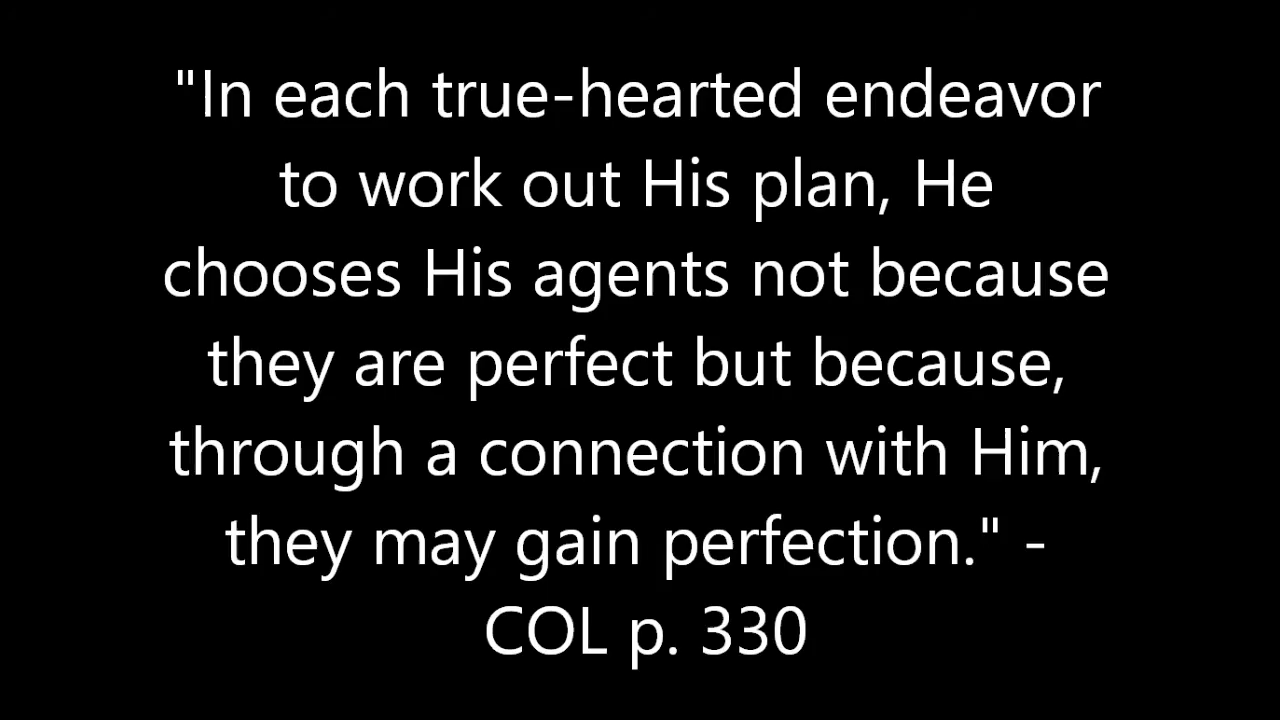 "In each true-hearted endeavor
to work out His plan, He
chooses His agents not because
they are perfect but because,
through a connection with Him,
they may gain perfection." -
COL p. 330